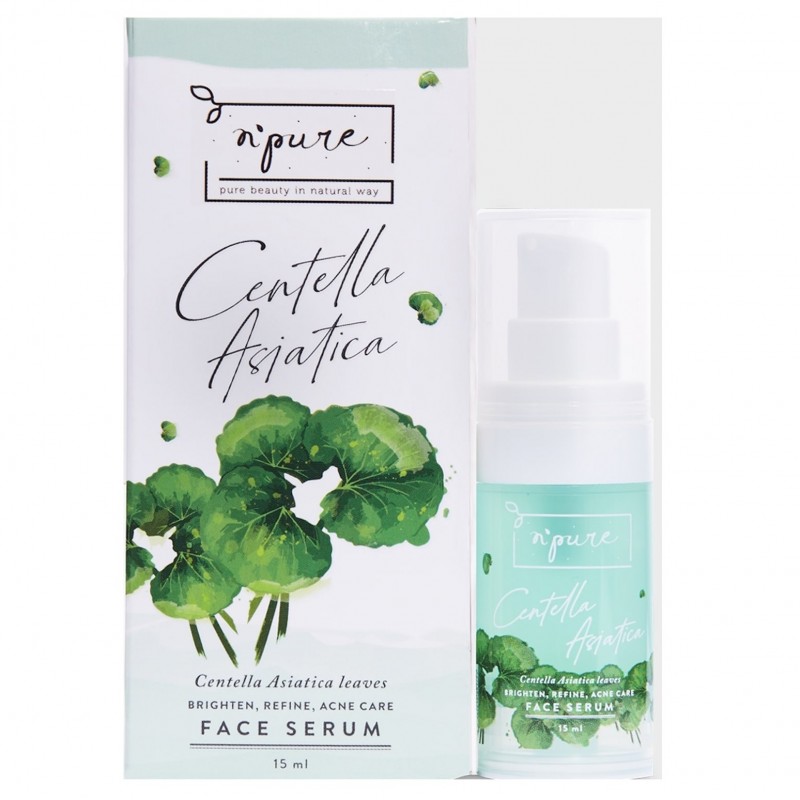 n'pure
pure beauty in natural way
Centella
Asiatica
Centella Asiatica leaves
BRIGHTEN, REFINE, ACNE CARE
FACE SERUM
15 ml
n'pure
Centella
Asiatica
Centella Asiatica leaves
BRIGHTEN, REFINE, ACNE CARE
FACE SERUM
15 ml